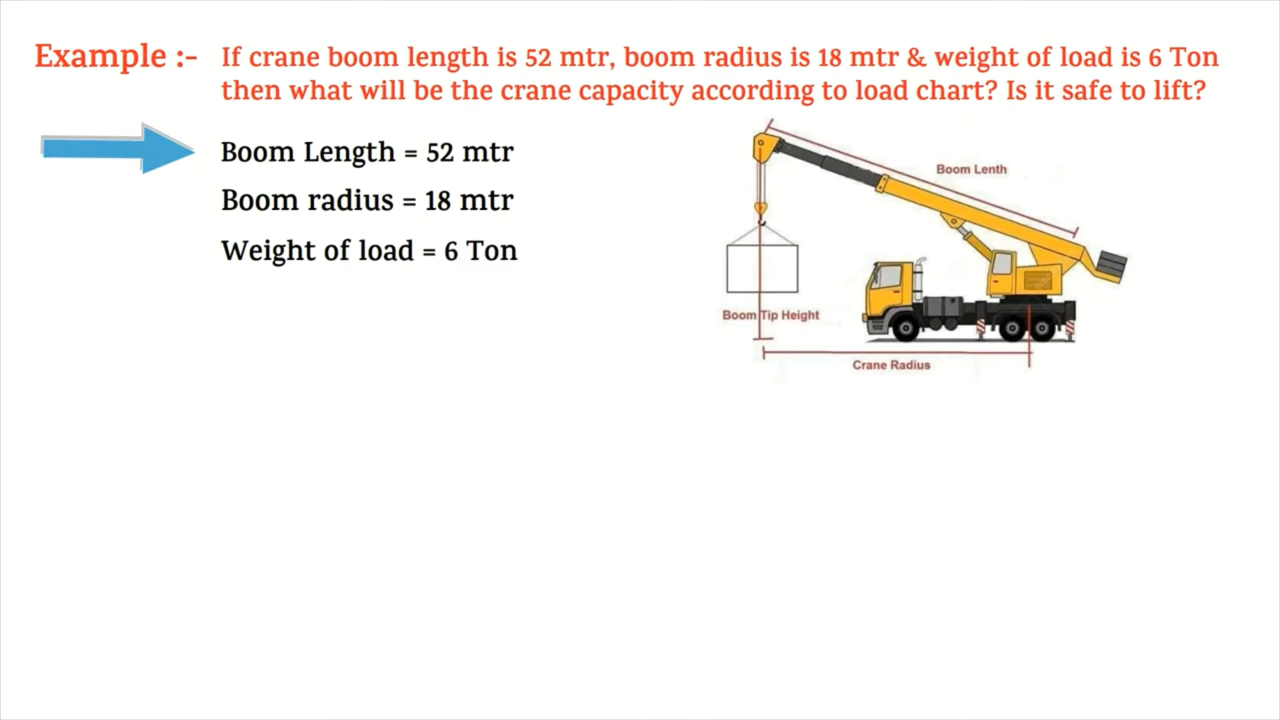 Example :- If crane boom length is 52 mtr, boom radius is 18 mtr & weight of load is 6 Ton
then what will be the crane capacity according to load chart? Is it safe to lift?
Boom Length = 52 mtr
Boom radius = 18 mtr
Weight of load = 6 Ton
Boom Lenth
Boom Tip Height
Crane Radius